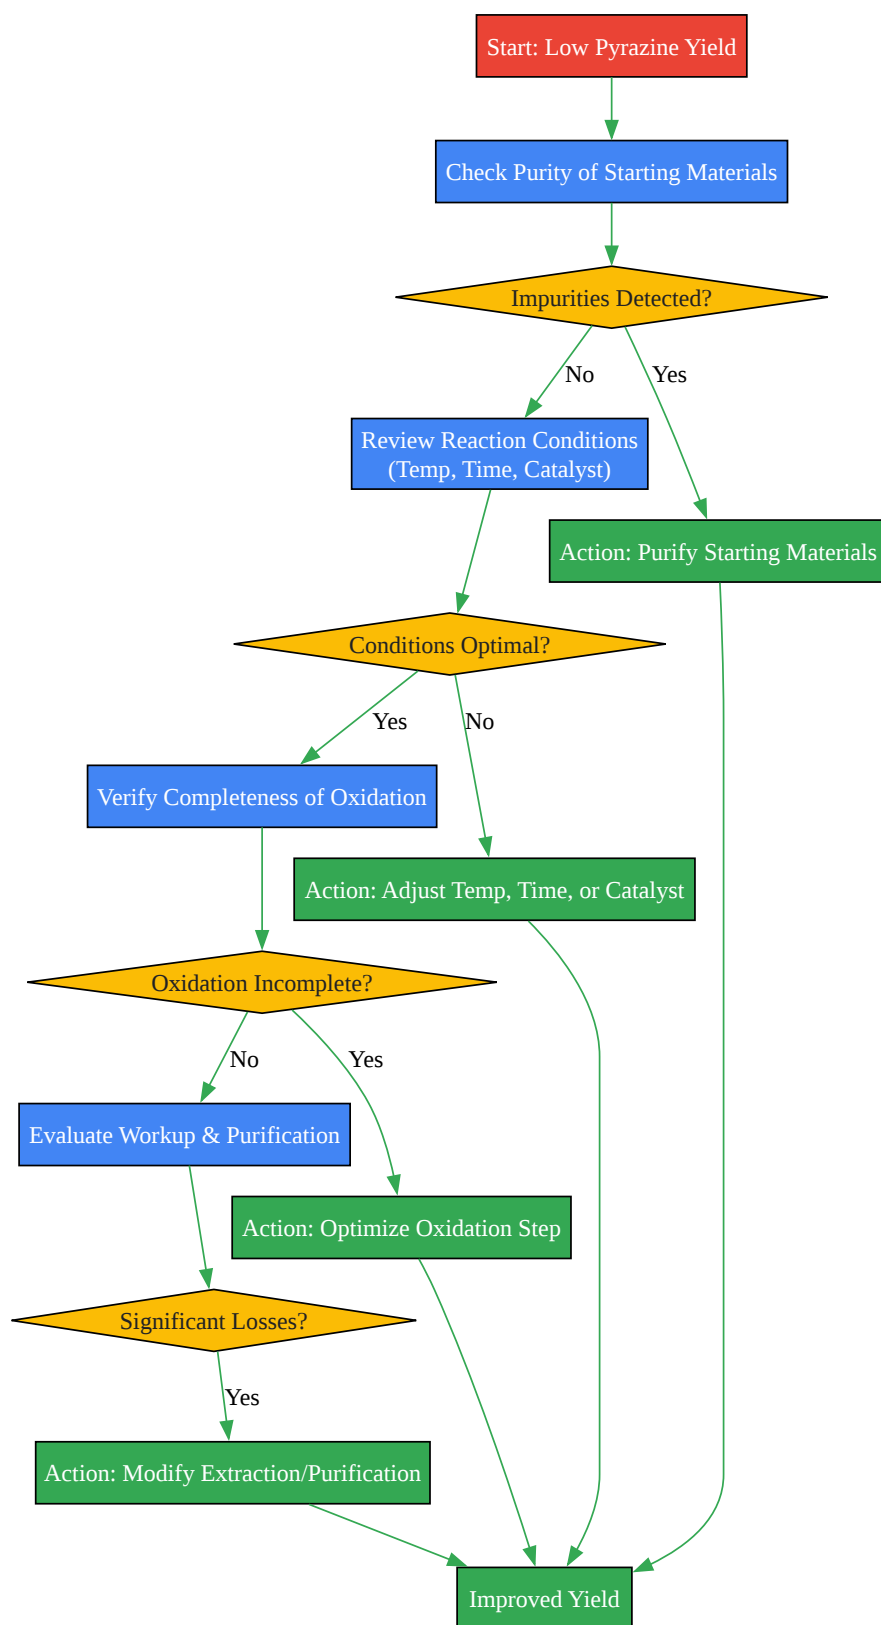 Start: Low Pyrazine Yield
Check Purity of Starting Materials
Impurities Detected?
No
Yes
Review Reaction Conditions
(Temp, Time, Catalyst)
Action: Purify Starting Materials
Conditions Optimal?
Yes
No
Verify Completeness of Oxidation
Action: Adjust Temp, Time, or Catalyst
Oxidation Incomplete?
No
Yes
Evaluate Workup & Purification
Action: Optimize Oxidation Step
Significant Losses?
Yes
Action: Modify Extraction/Purification
Improved Yield